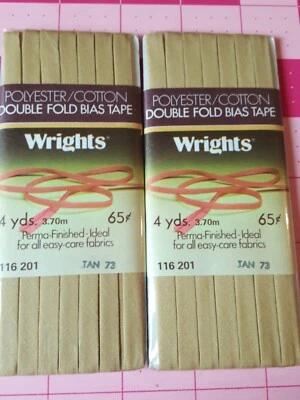 POLYESTER/COTTON
DOUBLE FOLD BIAS TAPE
Wrights®
4 yds. 3.70m 65¢
Perma-Finished-Ideal
for all easy-care fabrics
116 201 TAN 73
POLYESTER/COTTON
DOUBLE FOLD BIAS TAPE
Wrights®
4 yds. 3.70m 65¢
Perma-Finished-Ideal
for all easy-care fabrics
116 201 TAN 73